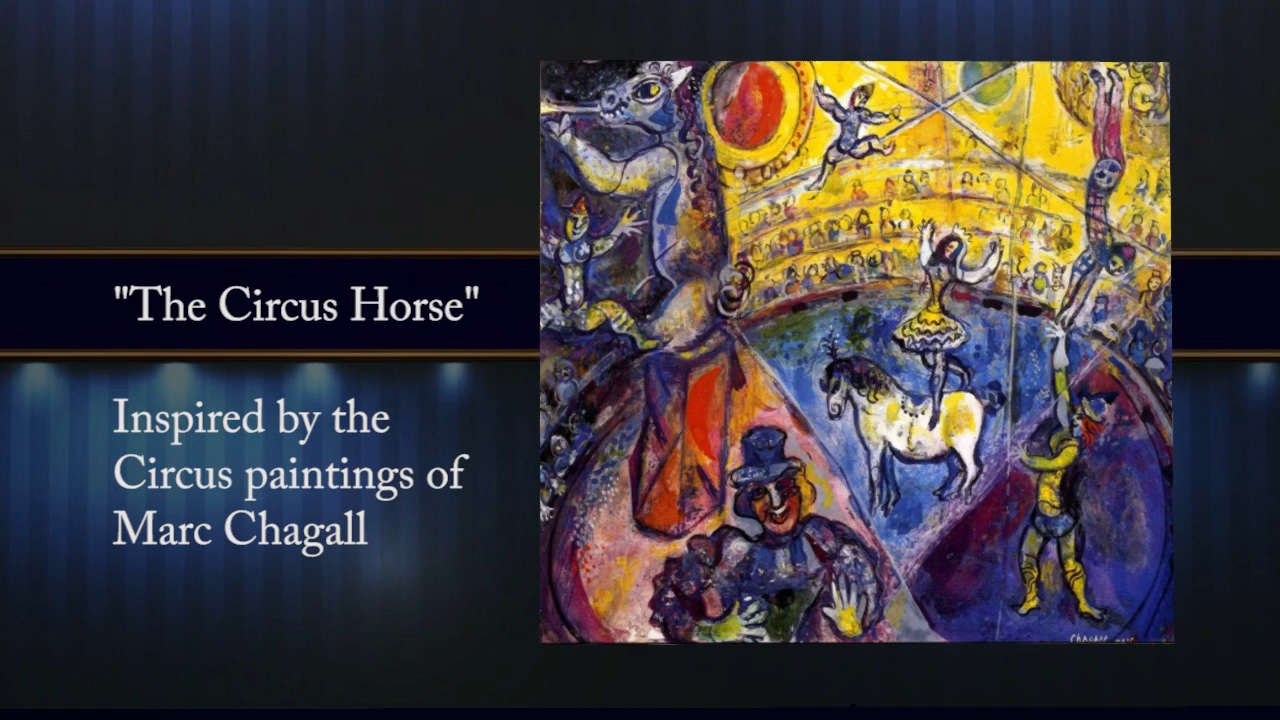 "The Circus Horse"
Inspired by the
Circus paintings of
Marc Chagall